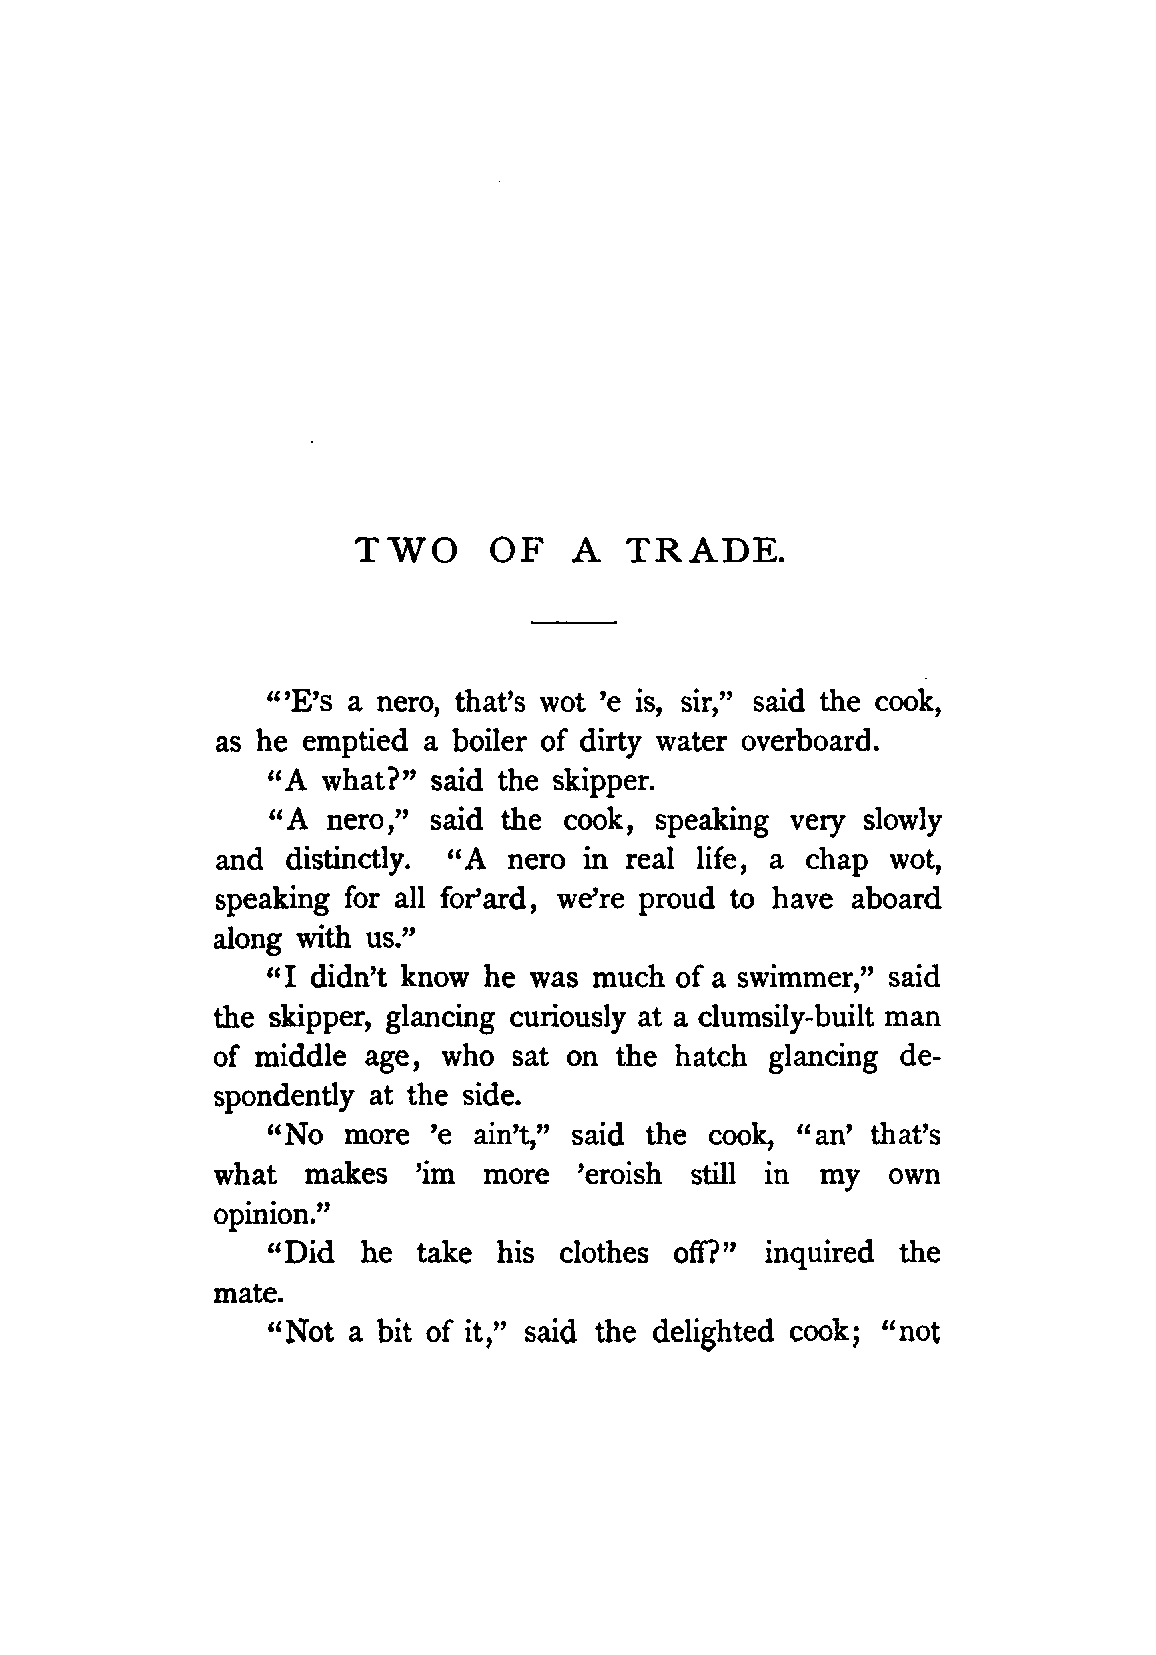 TWO OF A TRADE.
“’E’s a nero, that’s wot ’e is, sir,” said the cook,
as he emptied a boiler of dirty water overboard.
“A what?” said the skipper.
“A nero,” said the cook, speaking very slowly
and distinctly. “A nero in real life, a chap wot,
speaking for all for’ard, we’re proud to have aboard
along with us.”
“I didn’t know he was much of a swimmer,” said
the skipper, glancing curiously at a clumsily-built man
of middle age, who sat on the hatch glancing de-
spondently at the side.
“No more ’e ain’t,” said the cook, “an’ that’s
what makes ’im more ’eroish still in my own
opinion.”
“Did he take his clothes off?” inquired the
mate.
“Not a bit of it,” said the delighted cook; “not